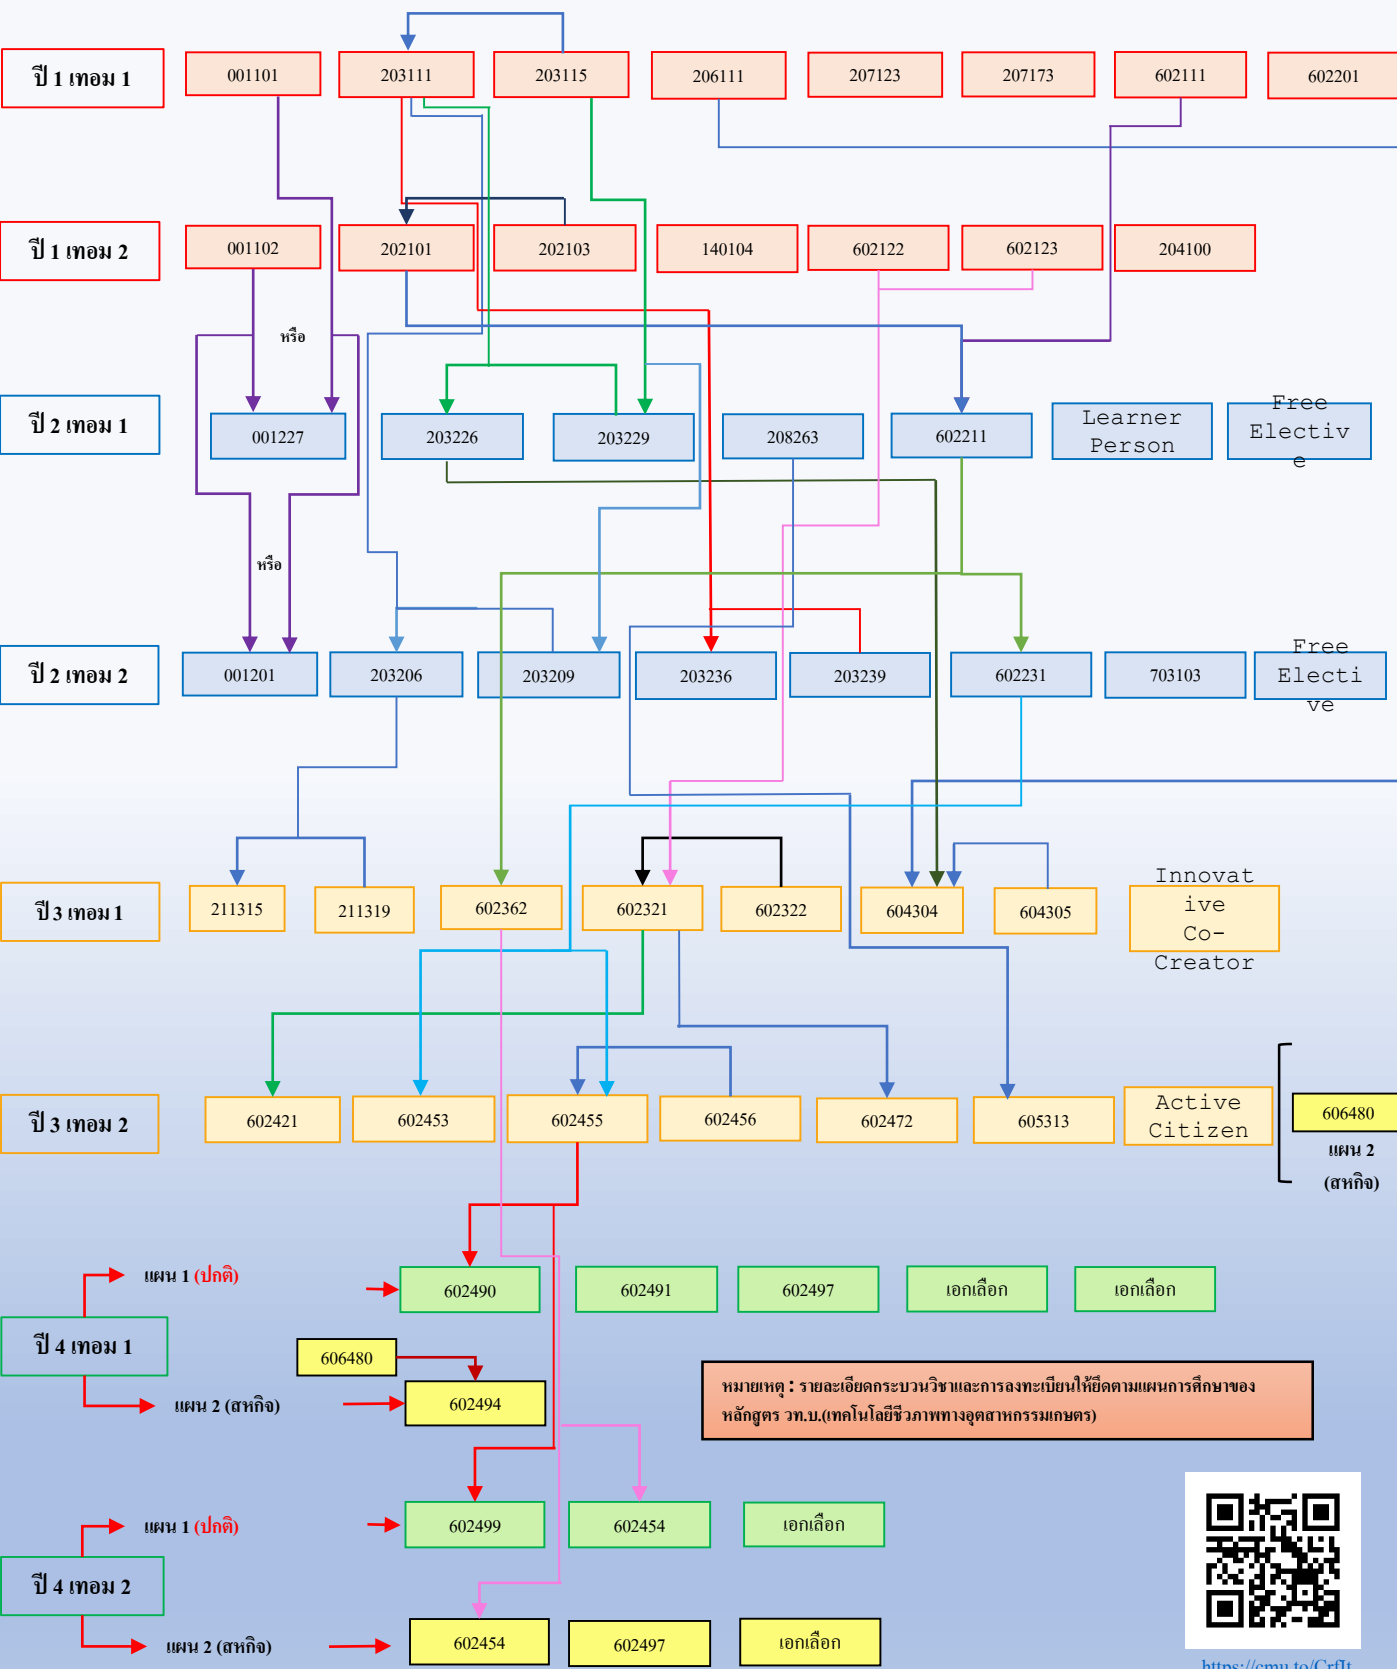 ปี 1 เทอม 1
001101
203111
203115
206111
207123
207173
602111
602201
ปี 1 เทอม 2
001102
202101
202103
140104
602122
602123
204100
หรือ
ปี 2 เทอม 1
001227
203226
203229
208263
602211
Learner
Person
Free
Electiv
e
หรือ
ปี 2 เทอม 2
001201
203206
203209
203236
203239
602231
703103
Free
Electi
ve
ปี 3 เทอม 1
211315
211319
602362
602321
602322
604304
604305
Innovat
ive
Co-
Creator
ปี 3 เทอม 2
602421
602453
602455
602456
602472
605313
Active
Citizen
606480
แผน 2
(สหกิจ)
แผน 1 (ปกติ)
602490
602491
602497
เอกเลือก
เอกเลือก
ปี 4 เทอม 1
606480
แผน 2 (สหกิจ)
602494
หมายเหตุ : รายละเอียดกระบวนวิชาและการลงทะเบียนให้ยึดตามแผนการศึกษาของ
หลักสูตร วท.บ.(เทคโนโลยีชีวภาพทางอุตสาหกรรมเกษตร)
แผน 1 (ปกติ)
602499
602454
เอกเลือก
ปี 4 เทอม 2
แผน 2 (สหกิจ)
602454
602497
เอกเลือก